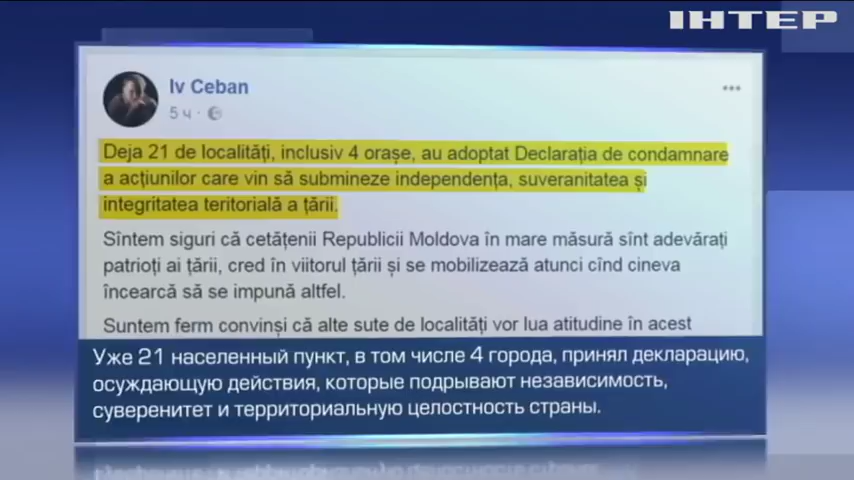 ІНТЕР
Iv Ceban
5 ч ·
Deja 21 de localități, inclusiv 4 orașe, au adoptat Declarația de condamnare
a acțiunilor care vin să submineze independența, suveranitatea și
integritatea teritorială a țării.
Sîntem siguri că cetățenii Republicii Moldova în mare măsură sînt adevărați
patrioți ai țării, cred în viitorul țării și se mobilizează atunci cînd cineva
încearcă să se impună altfel.
Suntem ferm convinși că alte sute de localități vor lua atitudine în acest
Уже 21 населенный пункт, в том числе 4 города, принял декларацию,
осуждающую действия, которые подрывают независимость,
суверенитет и территориальную целостность страны.